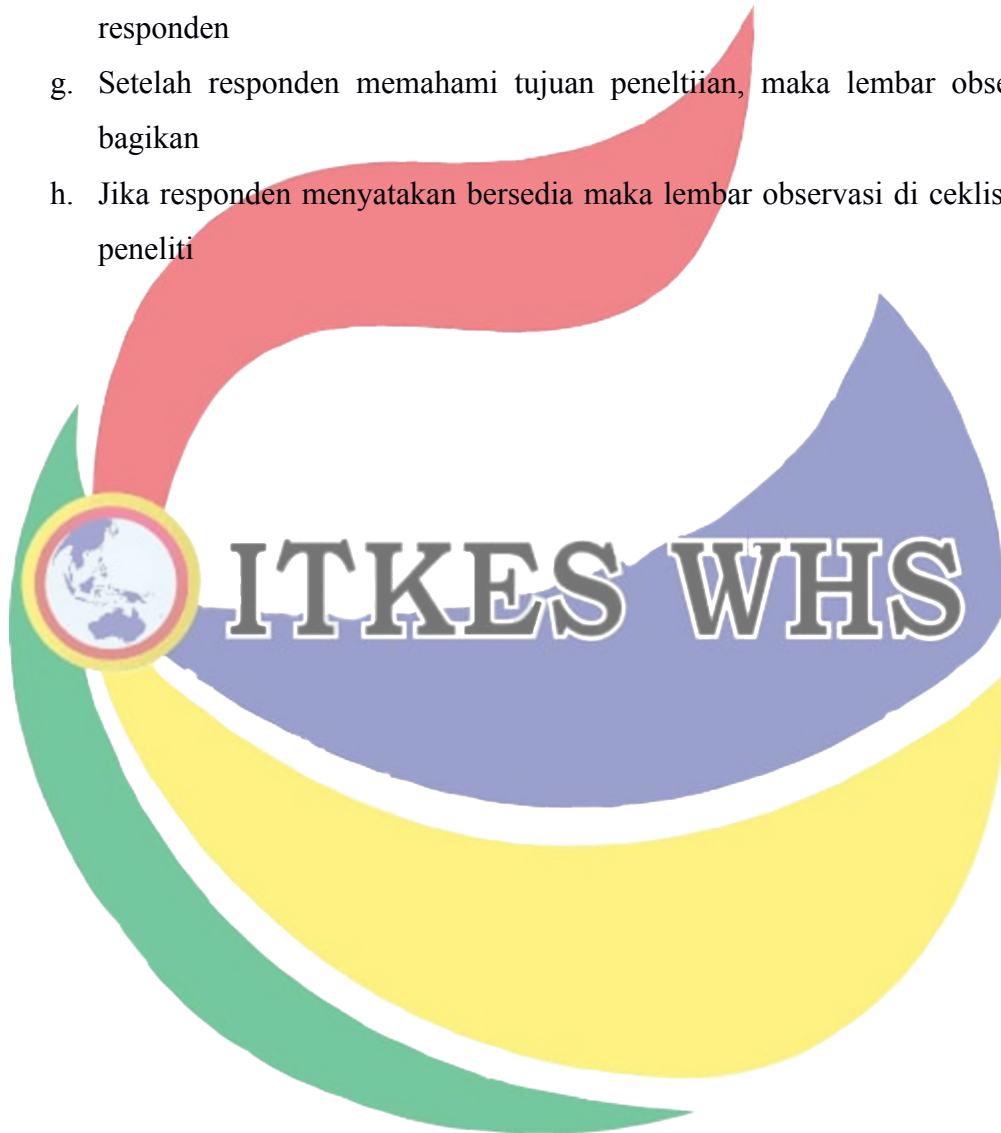 responden
g. Setelah responden memahami tujuan peneltiian, maka lembar obse
bagikan
h. Jika responden menyatakan bersedia maka lembar observasi di ceklis
peneliti
ITKES WHS